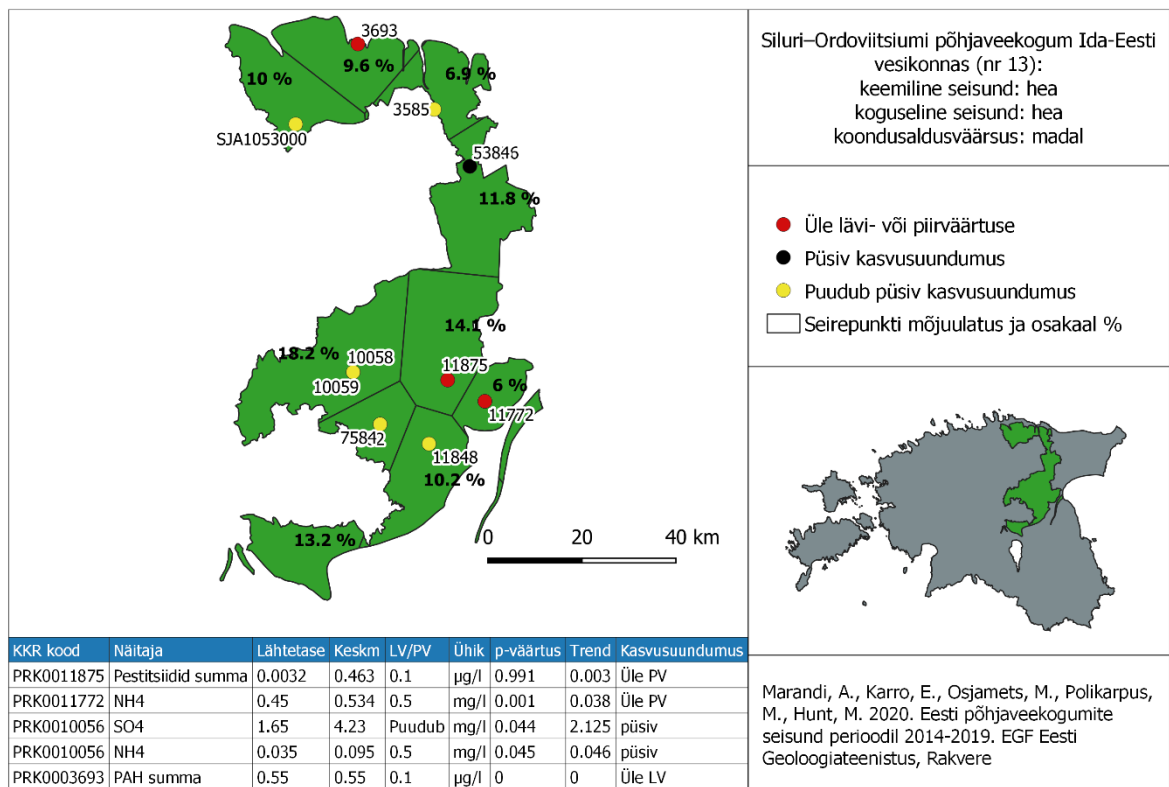 3693
9.6 %
10 %
6.9 %
3585
SJA1053000
53846
11.8 %
14.1 %
18.2 %
10058
11875
10059
6 %
11772
75842
11848
10.2 %
13.2 %
0 20 40 km
Siluri–Ordoviitsiumi põhjaveekogum Ida-Eesti
vesikonnas (nr 13):
keemiline seisund: hea
koguseline seisund: hea
koondusaldusväärsus: madal
Üle lävi- või piirväärtuse
Püsiv kasvusuundumus
Puudub püsiv kasvusuundumus
Seirepunkti mõjuulatus ja osakaal %
KKR kood Näitaja Lähtetase Keskm LV/PV Ühik p-väärtus Trend Kasvusuundumus
PRK0011875 Pestitsiidid summa 0.0032 0.463 0.1 µg/l 0.991 0.003 Üle PV
PRK0011772 NH4 0.45 0.534 0.5 mg/l 0.001 0.038 Üle PV
PRK0010056 SO4 1.65 4.23 Puudub mg/l 0.044 2.125 püsiv
PRK0010056 NH4 0.035 0.095 0.5 mg/l 0.045 0.046 püsiv
PRK0003693 PAH summa 0.55 0.55 0.1 µg/l 0 0 Üle LV
Marandi, A., Karro, E., Osjamets, M., Polikarpus,
M., Hunt, M. 2020. Eesti põhjaveekogumite
seisund perioodil 2014-2019. EGF Eesti
Geoloogiateenistus, Rakvere